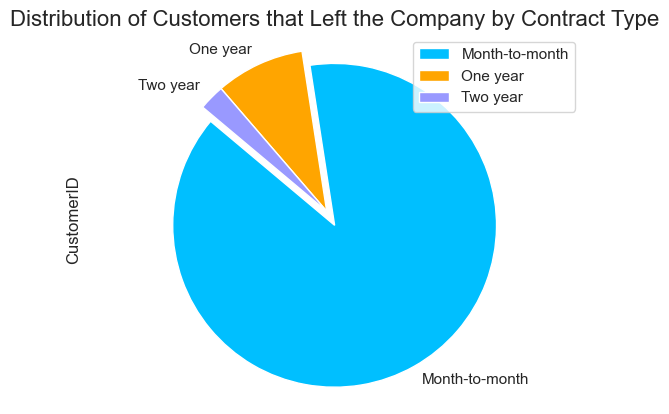 Distribution of Customers that Left the Company by Contract Type
One year
Two year
Month-to-month
One year
Two year
CustomerID
Month-to-month